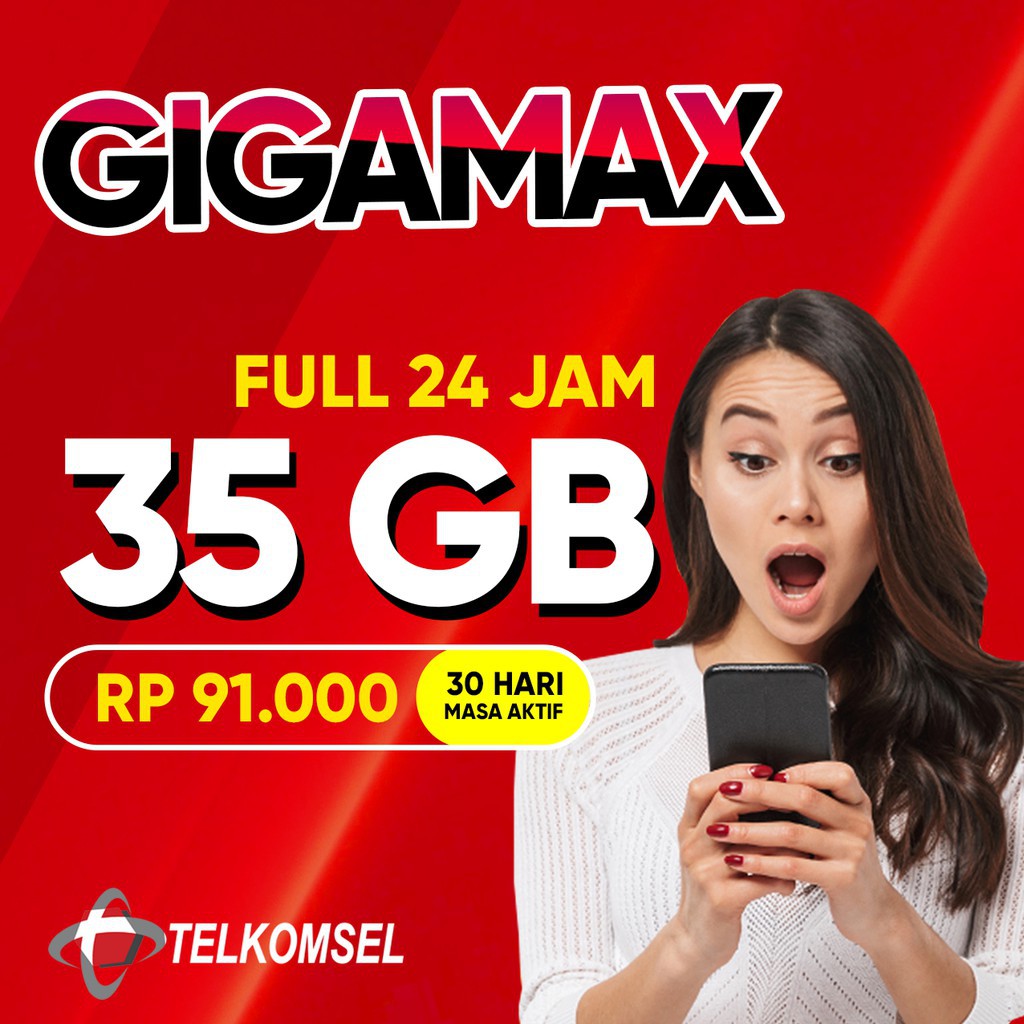 GIGAMAX
FULL 24 JAM
35 GB
RP 91.000
30 HARI
MASA AKTIF
TELKOMSEL